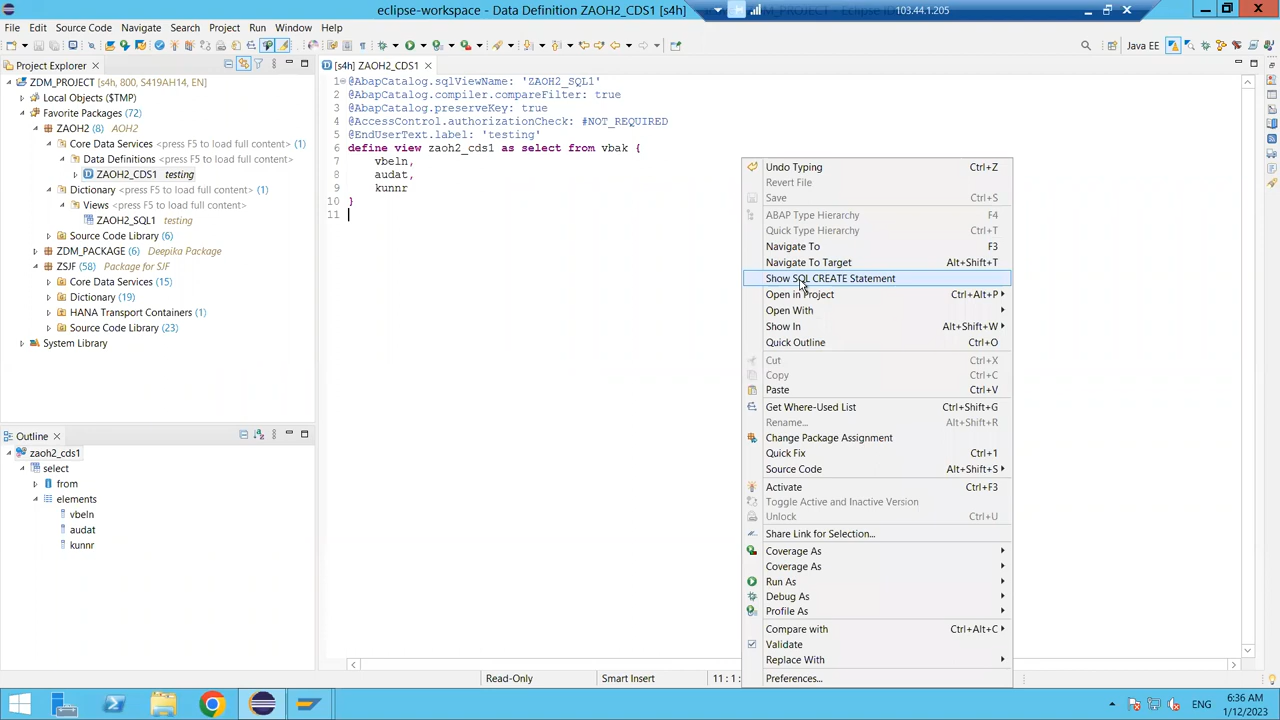 eclipse-workspace - Data Definition ZAOH2_CDS1 [s4h]
103.44.1.205
File Edit Source Code Navigate Search Project Run Window Help
Java EE
Project Explorer
ZDM_PROJECT [S4H, 800, S419AH14, EN]
Local Objects ($TMP)
Favorite Packages (72)
ZAOH2 (8) AOH2
Core Data Services <press F5 to load full content> (1)
Data Definitions <press F5 to load full content>
ZAOH2_CDS1 testing
Dictionary <press F5 to load full content> (1)
Views <press F5 to load full content>
ZAOH2_SQL1 testing
Source Code Library (6)
ZDM_PACKAGE (6) Deepika Package
ZSJF (58) Package for SJF
Core Data Services (15)
Dictionary (19)
HANA Transport Containers (1)
Source Code Library (23)
System Library
[s4h] ZAOH2_CDS1
1 @AbapCatalog.sqlViewName: 'ZAOH2_SQL1'
2 @AbapCatalog.compiler.compareFilter: true
3 @AbapCatalog.preserveKey: true
4 @AccessControl.authorizationCheck: #NOT_REQUIRED
5 @EndUserText.label: 'testing'
6 define view zaoh2_cds1 as select from vbak {
7 vbeln,
8 audat,
9 kunnr
10 }
11
Outline
zaoh2_cds1
select
from
elements
vbeln
audat
kunnr
Undo Typing Ctrl+Z
Revert File
Save Ctrl+S
ABAP Type Hierarchy F4
Quick Type Hierarchy Ctrl+T
Navigate To F3
Navigate To Target Alt+Shift+T
Show SQL CREATE Statement
Open in Project Ctrl+Alt+P
Open With
Show In Alt+Shift+W
Quick Outline Ctrl+O
Cut Ctrl+X
Copy Ctrl+C
Paste Ctrl+V
Get Where-Used List Ctrl+Shift+G
Rename... Alt+Shift+R
Change Package Assignment
Quick Fix Ctrl+1
Source Code Alt+Shift+S
Activate Ctrl+F3
Toggle Active and Inactive Version
Unlock Ctrl+U
Share Link for Selection...
Coverage As
Coverage As
Run As
Debug As
Profile As
Compare with Ctrl+Alt+C
Validate
Replace With
Preferences...
Read-Only Smart Insert 11 : 1 :
ENG 6:36 AM
1/12/2023